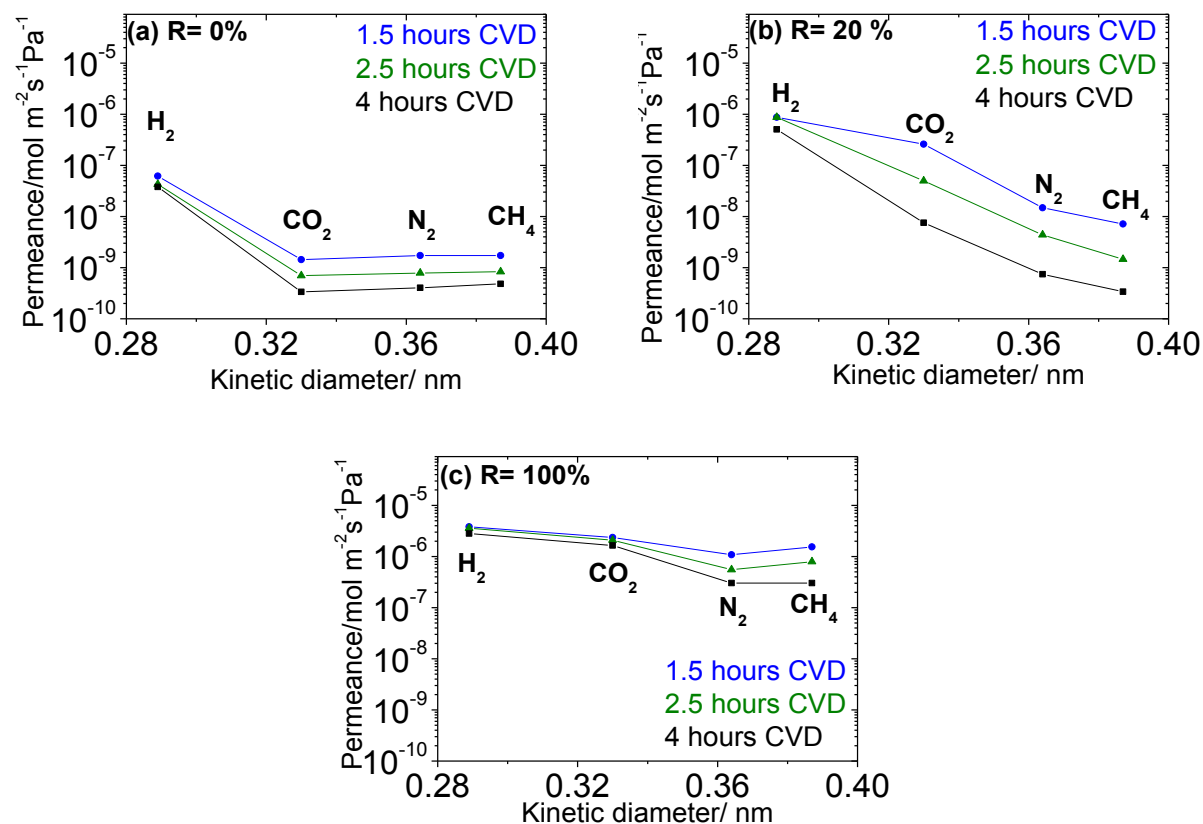 (a) R= 0%
1.5 hours CVD
2.5 hours CVD
4 hours CVD
H2
CO2
N2
CH4
10-5
10-6
10-7
10-8
10-9
10-10
Permeance/mol m-2s-1Pa-1
0.28
0.32
0.36
0.40
Kinetic diameter/ nm
(b) R= 20 %
1.5 hours CVD
2.5 hours CVD
4 hours CVD
H2
CO2
N2
CH4
10-5
10-6
10-7
10-8
10-9
10-10
Permeance/mol m-2s-1Pa-1
0.28
0.32
0.36
0.40
Kinetic diameter/ nm
(c) R= 100%
10-5
10-6
10-7
10-8
10-9
10-10
Permeance/mol m-2s-1Pa-1
H2
CO2
N2
CH4
1.5 hours CVD
2.5 hours CVD
4 hours CVD
0.28
0.32
0.36
0.40
Kinetic diameter/ nm